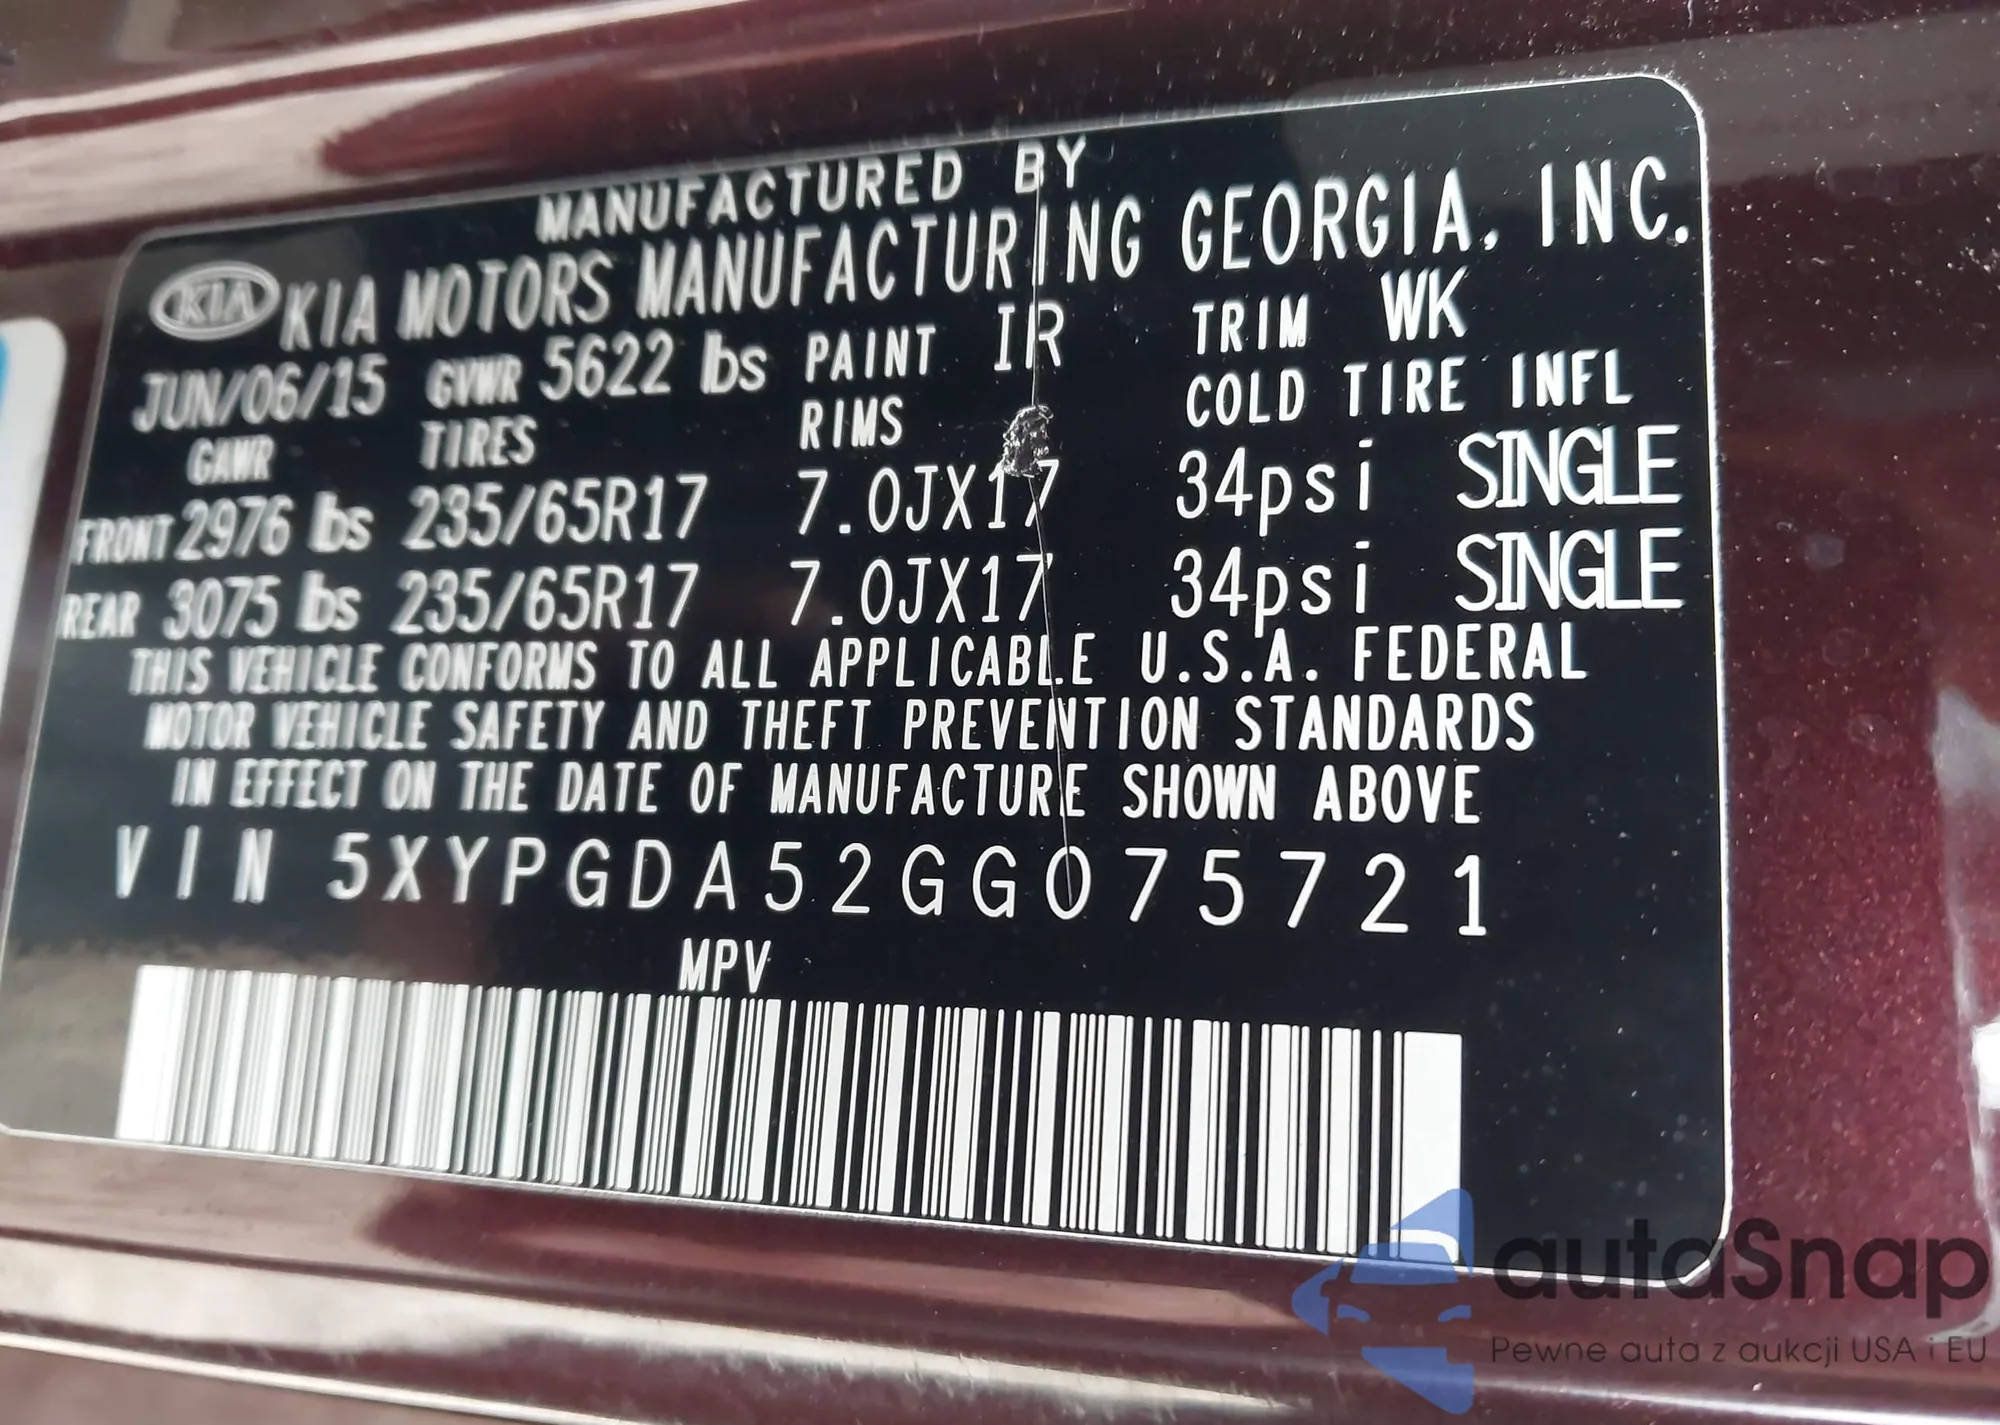 MANUFACTURED BY
KIA KIA MOTORS MANUFACTURING GEORGIA, INC.
JUN/06/15 GVWR 5622 lbs PAINT IR TRIM WK
GAWR TIRES RIMS COLD TIRE INFL
FRONT 2976 lbs 235/65R17 7.0JX17 34psi SINGLE
REAR 3075 lbs 235/65R17 7.0JX17 34psi SINGLE
THIS VEHICLE CONFORMS TO ALL APPLICABLE U.S.A. FEDERAL
MOTOR VEHICLE SAFETY AND THEFT PREVENTION STANDARDS
IN EFFECT ON THE DATE OF MANUFACTURE SHOWN ABOVE
VIN 5XYPGDA52GG075721
MPV
autaSnap
Pewne auta z aukcji USA i EU